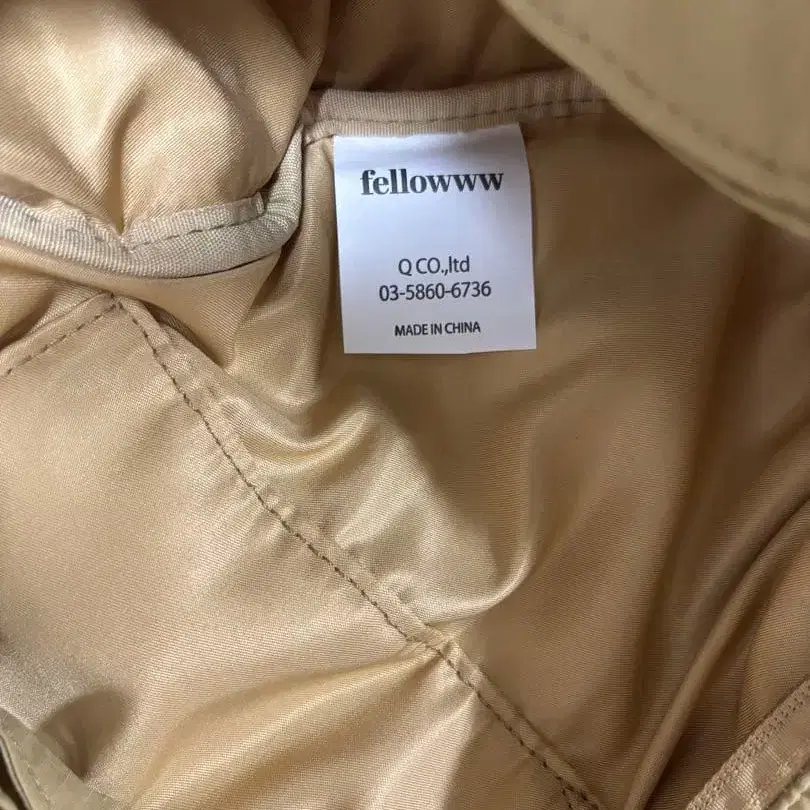 fellowww
Q CO.,ltd
03-5860-6736
MADE IN CHINA